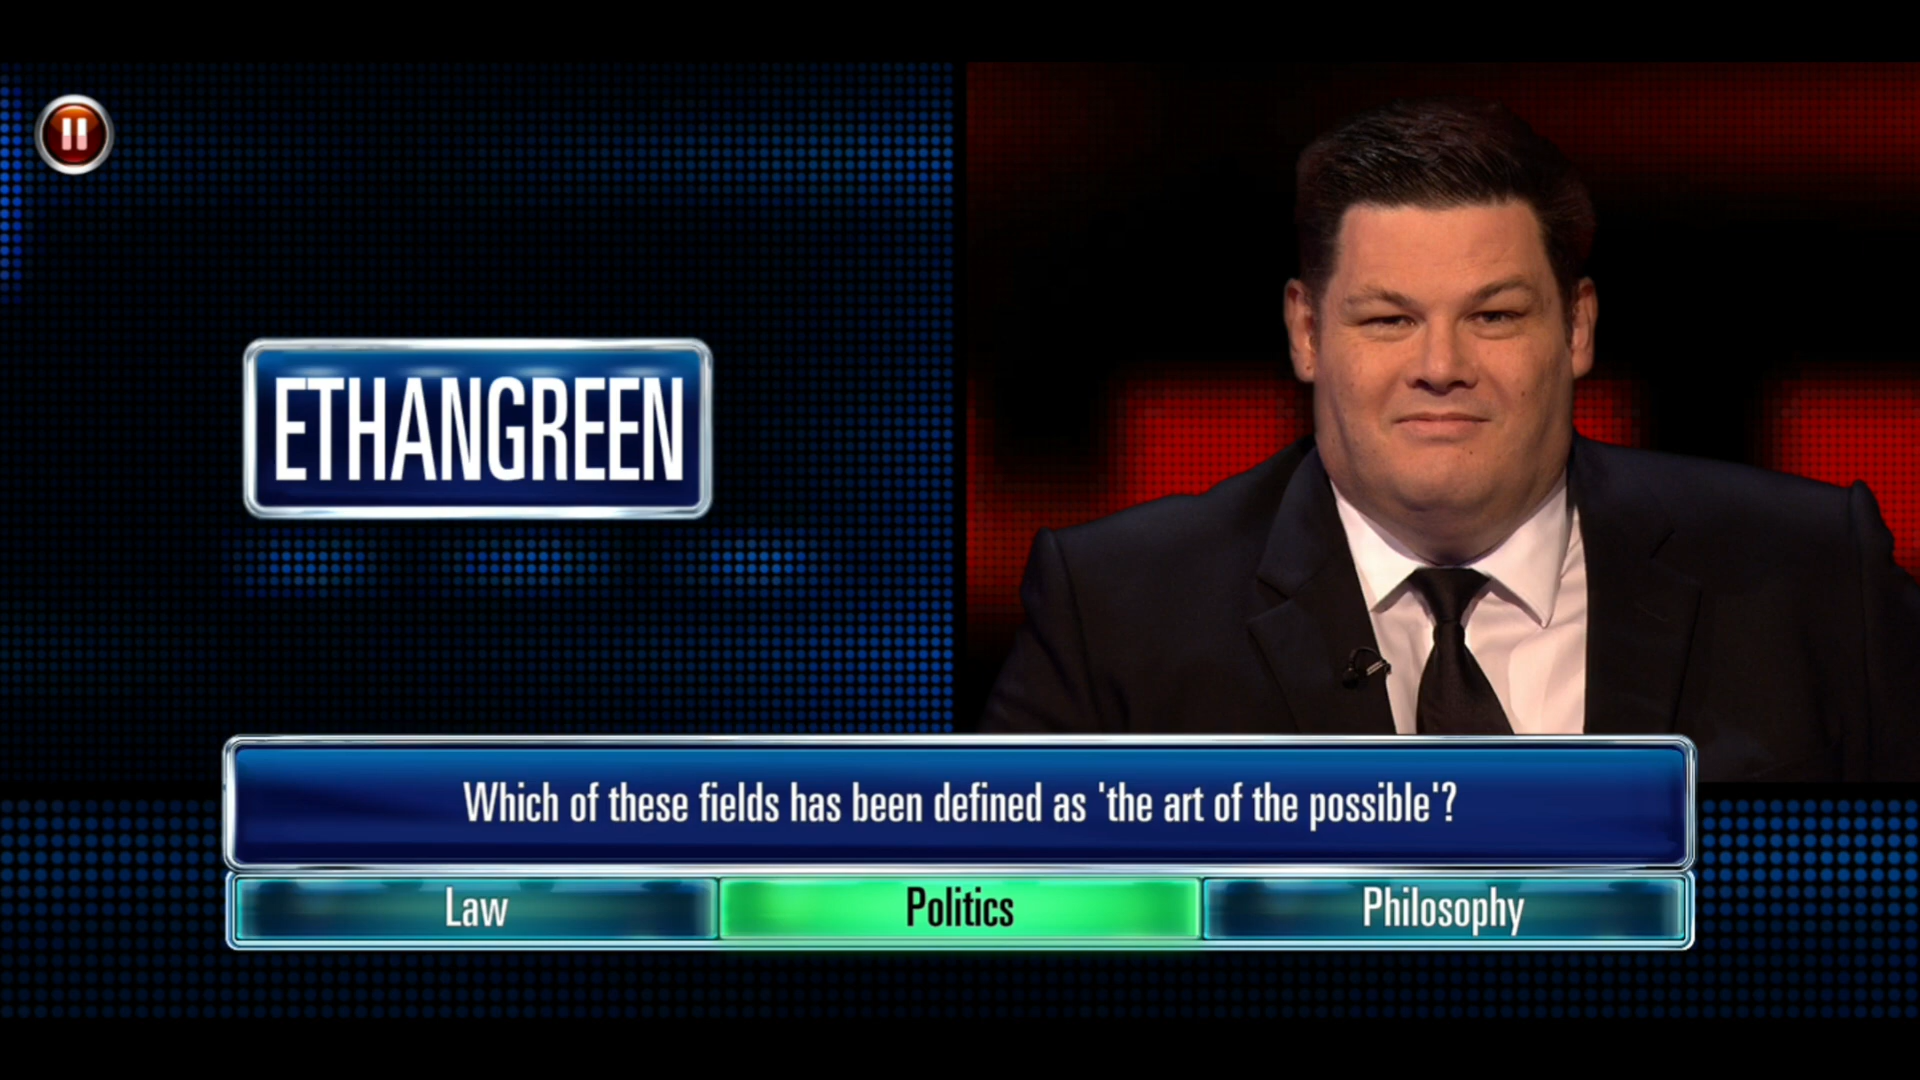 ETHANGREEN
Which of these fields has been defined as 'the art of the possible'?
Law
Politics
Philosophy